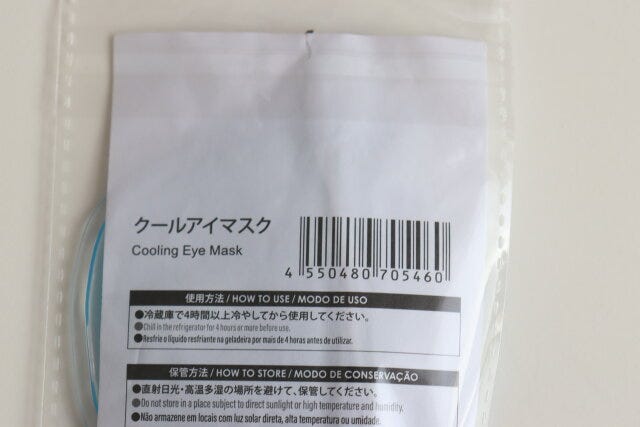 クールアイマスク
Cooling Eye Mask
4 550480 705460
使用方法 / HOW TO USE / MODO DE USO
●冷蔵庫で4時間以上冷やしてから使用してください。
●Chill in the refrigerator for 4 hours or more before use.
●Resfrie o líquido resfriante na geladeira por mais de 4 horas antes de utilizar.
保管方法 / HOW TO STORE / MODO DE CONSERVAÇÃO
●直射日光・高温多湿の場所を避けて、保管してください。
●Do not store in a place subject to direct sunlight or high temperature and humidity.
●Não armazene em locais com luz solar direta, alta temperatura ou umidade.